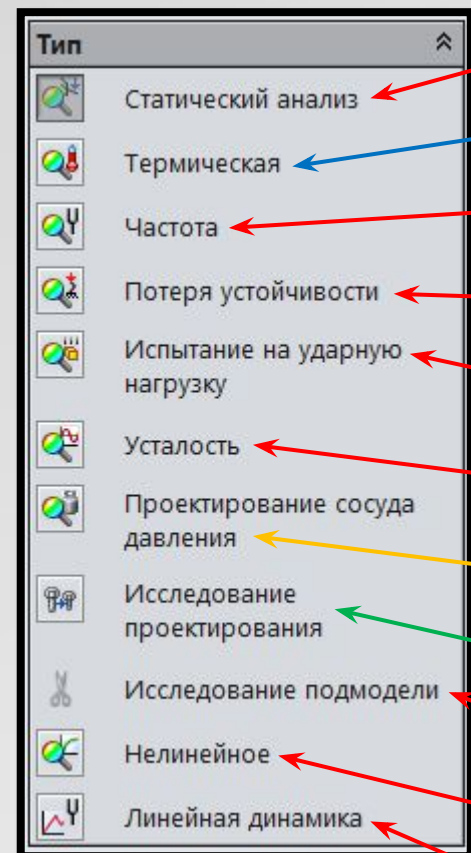 Тип
Статический анализ
Термическая
Частота
Потеря устойчивости
Испытание на ударную
нагрузку
Усталость
Проектирование сосуда
давления
Исследование
проектирования
Исследование подмодели
Нелинейное
Линейная динамика